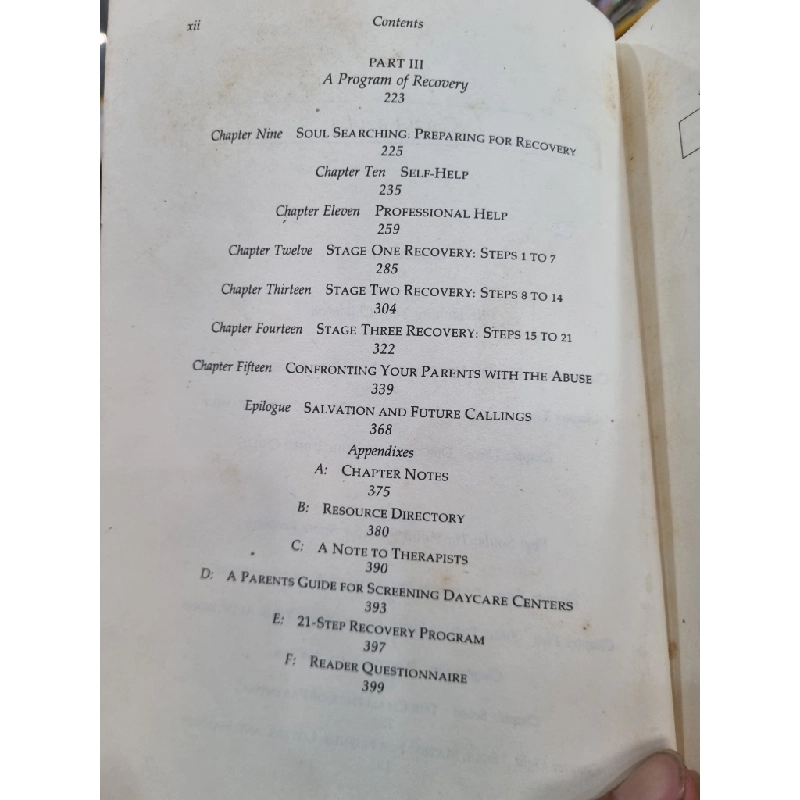 xii
Contents
PART III
A Program of Recovery
223
Chapter Nine SOUL SEARCHING: PREPARING FOR RECOVERY
225
Chapter Ten SELF-HELP
235
Chapter Eleven PROFESSIONAL HELP
259
Chapter Twelve STAGE ONE RECOVERY: STEPS 1 TO 7
285
Chapter Thirteen STAGE TWO RECOVERY: STEPS 8 TO 14
304
Chapter Fourteen STAGE THREE RECOVERY: STEPS 15 TO 21
322
Chapter Fifteen CONFRONTING YOUR PARENTS WITH THE ABUSE
339
Epilogue SALVATION AND FUTURE CALLINGS
368
Appendixes
A: CHAPTER NOTES
375
B: RESOURCE DIRECTORY
380
C: A NOTE TO THERAPISTS
390
D: A PARENTS GUIDE FOR SCREENING DAYCARE CENTERS
393
E: 21-STEP RECOVERY PROGRAM
397
F: READER QUESTIONNAIRE
399